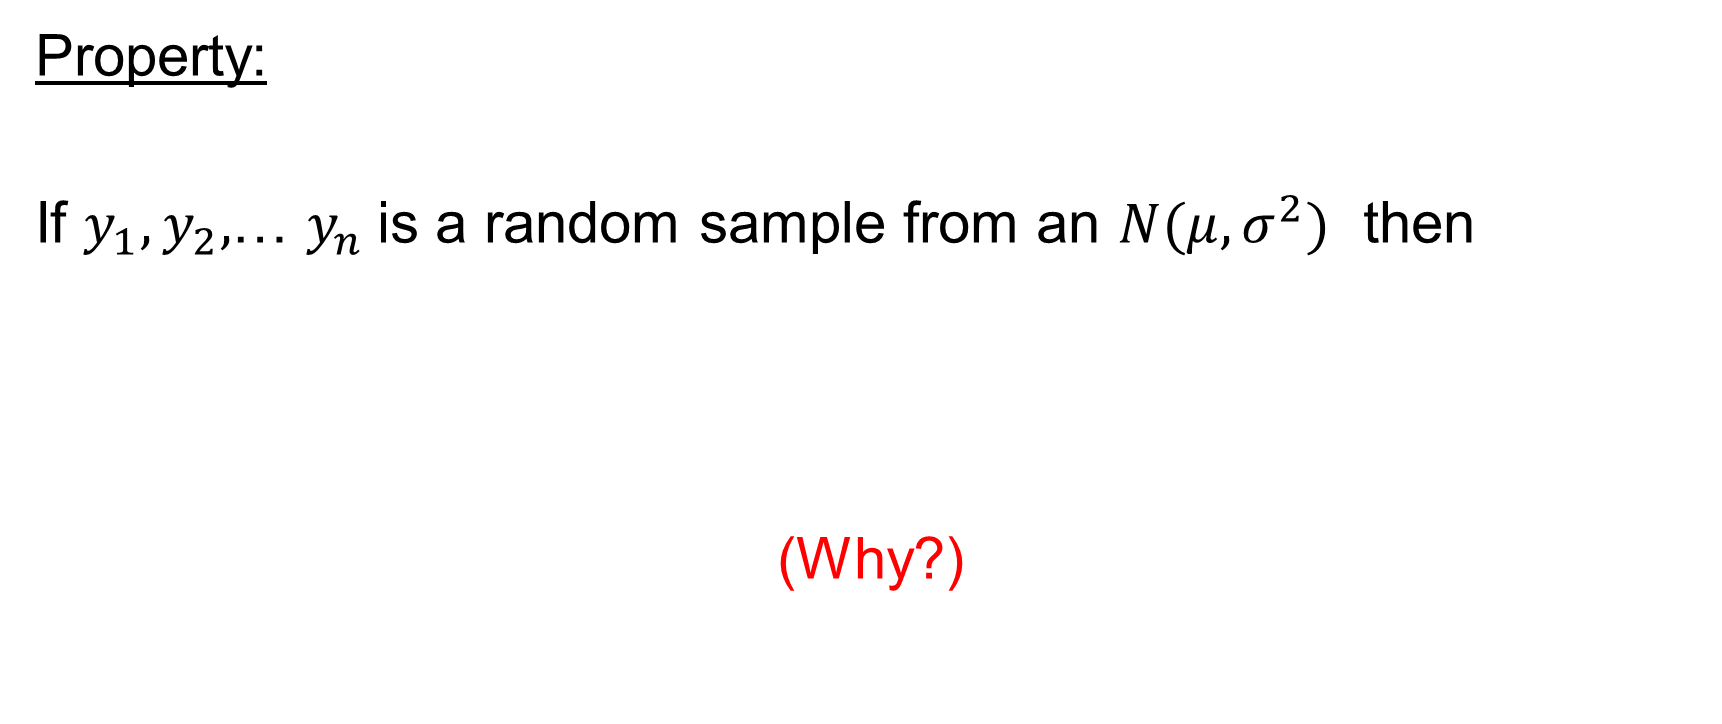 Property:
If y₁, y₂,... yₙ is a random sample from an N(μ, σ²) then
(Why?)